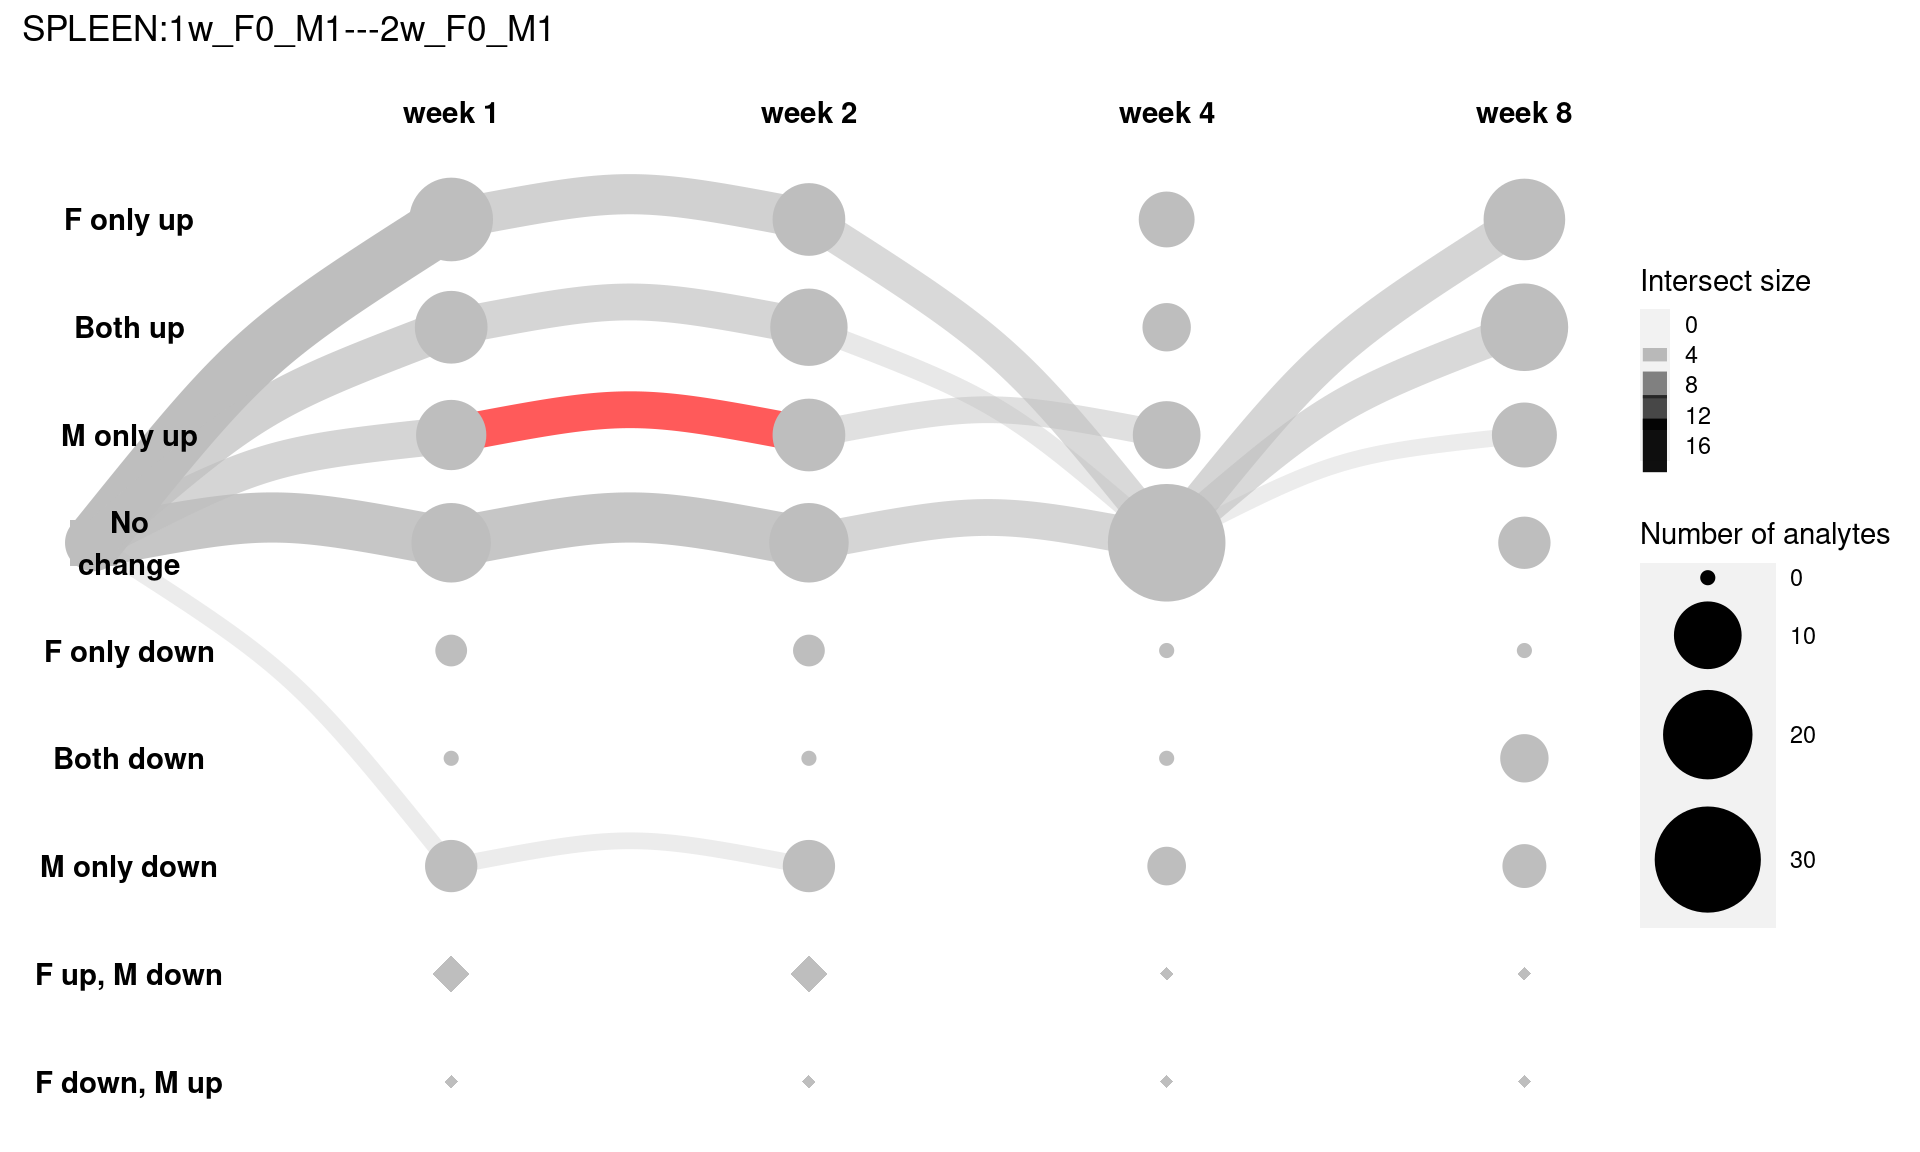 SPLEEN:1w_F0_M1---2w_F0_M1
week 1
week 2
week 4
week 8
F only up
Both up
M only up
No
change
F only down
Both down
M only down
F up, M down
F down, M up
Intersect size
0
4
8
12
16
Number of analytes
0
10
20
30